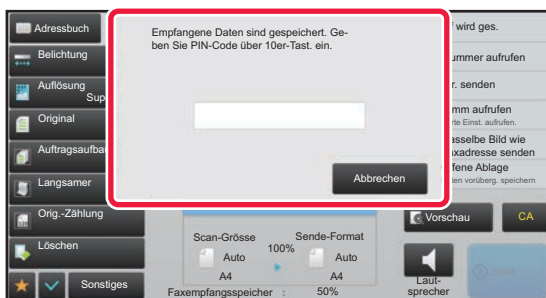 Adressbuch
Belichtung
Auflösung
Sup
Original
Auftragsaufbau
Langsamer
Orig.-Zählung
Löschen
Sonstiges
Empfangene Daten sind gespeichert. Ge-
ben Sie PIN-Code über 10er-Tast. ein.
Abbrechen
wird ges.
ummer aufrufen
r. senden
mm aufrufen
rte Einst. aufrufen.
asselbe Bild wie
xadresse senden
fene Ablage
ten vorüberg. speichern
Vorschau
CA
Scan-Grösse
100%
Sende-Format
Auto
A4
Auto
A4
Faxempfangsspeicher : 50%
Laut-
sprecher
Start